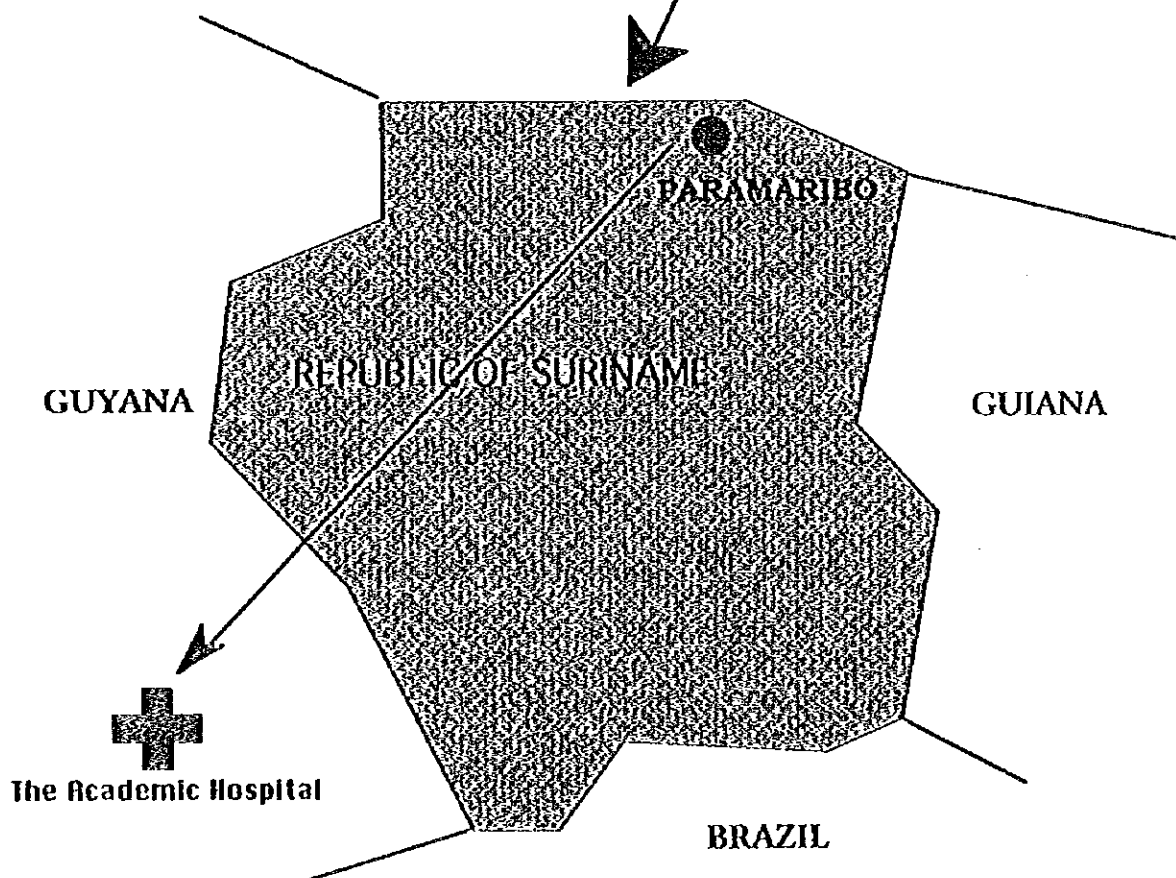 PARAMARIBO
REPUBLIC OF SURINAME
GUYANA
GUIANA
The Academic Hospital
BRAZIL